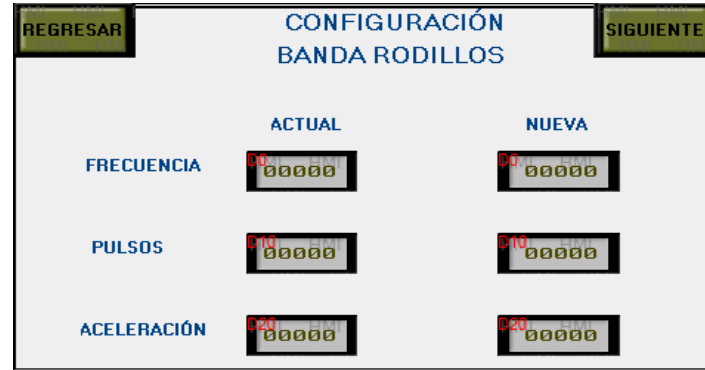 REGRESAR CONFIGURACIÓN SIGUIENTE
BANDA RODILLOS
ACTUAL NUEVA
FRECUENCIA D0 00000 D0 00000
PULSOS D10 00000 D10 00000
ACELERACIÓN D20 00000 D20 00000